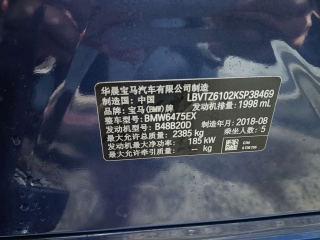 华晨宝马汽车有限公司制造
制造国：中国 LBVTZ6102KSP38469
品牌：宝马(BMW)牌 发动机排量：1998 mL
整车型号：BMW6475EX
发动机型号：B48B20D 制造年月：2018-08
最大允许总质量：2385 kg 乘坐人数：5
发动机最大净功率：185 kW
最大允许牵引质量：— kg